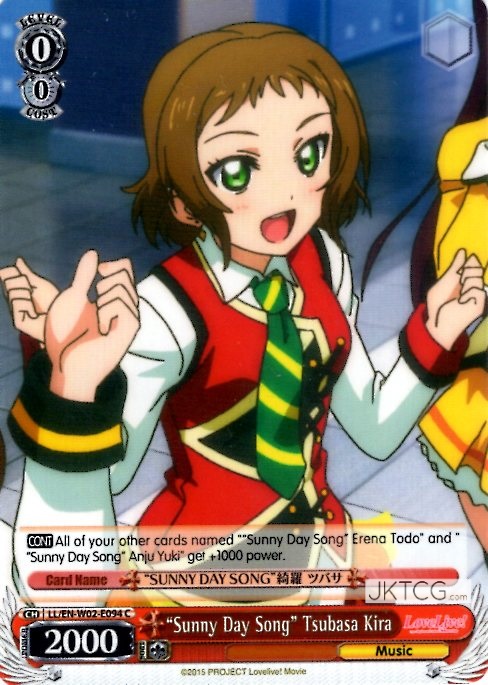 LEVEL
0
0
COST
CONT All of your other cards named ""Sunny Day Song" Erena Todo" and "
"Sunny Day Song" Anju Yuki" get +1000 power.
Card Name "SUNNY DAY SONG"綺羅 ツバサ
JKTCG.com
CH LL/EN-W02-E094 C
POWER 2000 SOUL "Sunny Day Song" Tsubasa Kira LoveLive!
Music
©2015 PROJECT Lovelive! Movie